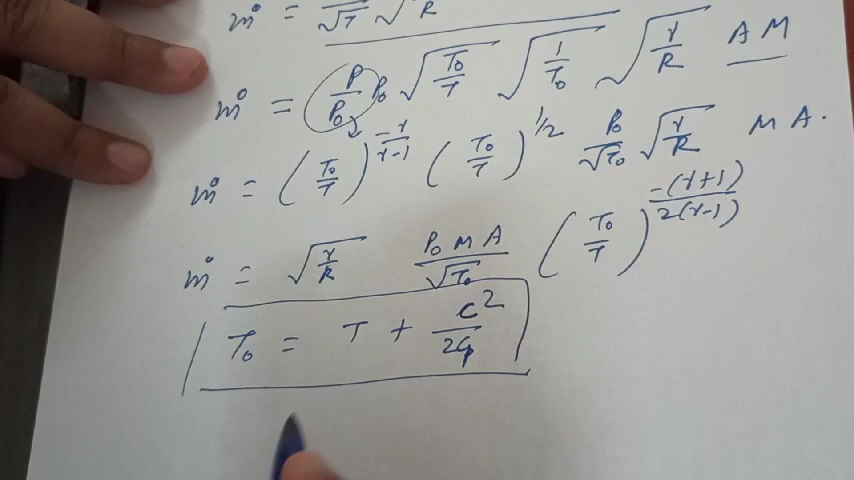 ṁ = P/√T √γ/R
ṁ = (P/P₀) P₀ √(T₀/T) √(1/T₀) √(γ/R) A M
ṁ = (T₀/T)^(-γ/(γ-1)) (T₀/T)^(1/2) P₀/√T₀ √(γ/R) M A.
ṁ = √(γ/R) P₀ M A/√T₀ (T₀/T)^(-(γ+1)/2(γ-1))
T₀ = T + c²/2Cp